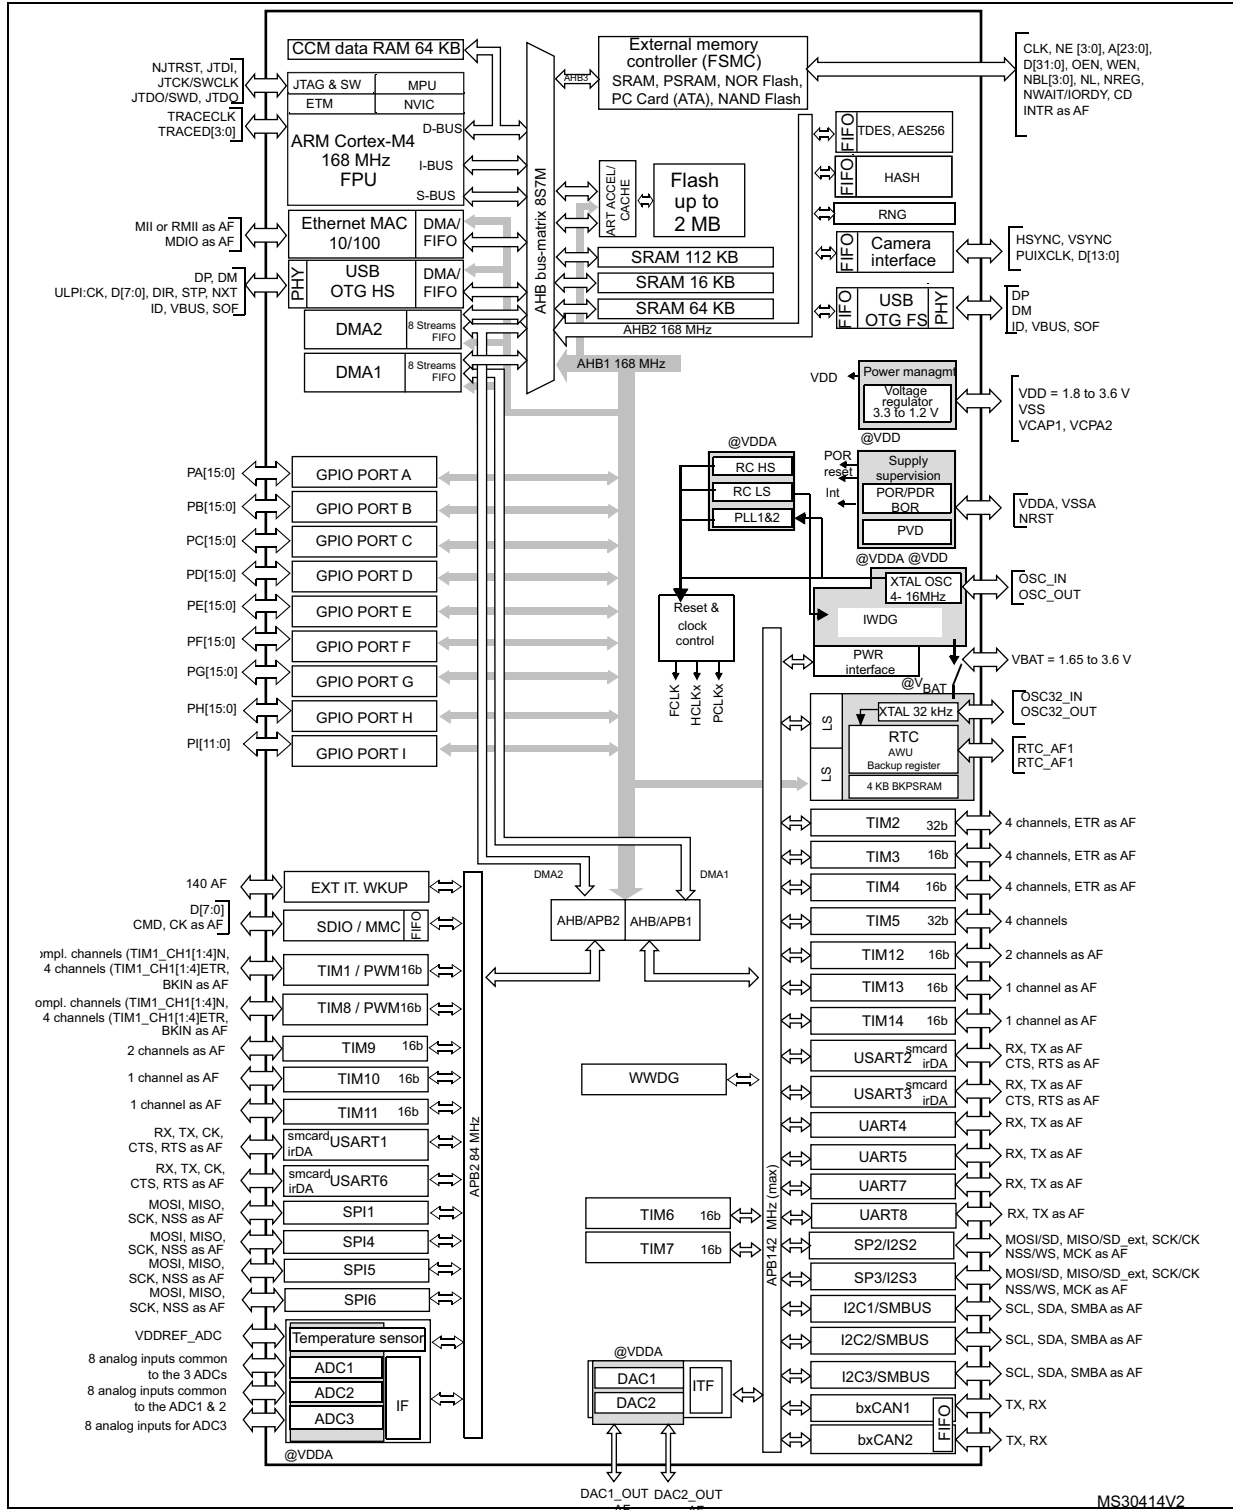 CCM data RAM 64 KB
External memory
controller (FSMC)
SRAM, PSRAM, NOR Flash,
PC Card (ATA), NAND Flash
CLK, NE [3:0], A[23:0],
D[31:0], OEN, WEN,
NBL[3:0], NL, NREG,
NWAIT/IORDY, CD
INTR as AF
NJTRST, JTDI,
JTCK/SWCLK
JTDO/SWD, JTDO
TRACECLK
TRACED[3:0]
JTAG & SW
MPU
ETM
NVIC
ARM Cortex-M4
168 MHz
FPU
D-BUS
I-BUS
S-BUS
AHB3
AHB bus-matrix 8S7M
ART ACCEL/
CACHE
Flash
up to
2 MB
SRAM 112 KB
SRAM 16 KB
SRAM 64 KB
AHB2 168 MHz
AHB1 168 MHz
FIFO
TDES, AES256
FIFO
HASH
RNG
FIFO
Camera
interface
HSYNC, VSYNC
PUIXCLK, D[13:0]
FIFO
USB
OTG FS
PHY
DP
DM
ID, VBUS, SOF
MII or RMII as AF
MDIO as AF
Ethernet MAC
10/100
DMA/
FIFO
DP, DM
ULPI:CK, D[7:0], DIR, STP, NXT
ID, VBUS, SOF
PHY
USB
OTG HS
DMA/
FIFO
DMA2
8 Streams
FIFO
DMA1
8 Streams
FIFO
VDD
Power managmt
Voltage
regulator
3.3 to 1.2 V
@VDD
VDD = 1.8 to 3.6 V
VSS
VCAP1, VCPA2
@VDDA
RC HS
RC LS
PLL1&2
POR
reset
Int
Supply
supervision
POR/PDR
BOR
PVD
VDDA, VSSA
NRST
@VDDA @VDD
XTAL OSC
4- 16MHz
OSC_IN
OSC_OUT
IWDG
Reset &
clock
control
FCLK
HCLKx
PCLKx
PWR
interface
VBAT = 1.65 to 3.6 V
@VBAT
LS
LS
XTAL 32 kHz
OSC32_IN
OSC32_OUT
RTC
AWU
Backup register
4 KB BKPSRAM
RTC_AF1
RTC_AF1
PA[15:0]
GPIO PORT A
PB[15:0]
GPIO PORT B
PC[15:0]
GPIO PORT C
PD[15:0]
GPIO PORT D
PE[15:0]
GPIO PORT E
PF[15:0]
GPIO PORT F
PG[15:0]
GPIO PORT G
PH[15:0]
GPIO PORT H
PI[11:0]
GPIO PORT I
DMA2
DMA1
AHB/APB2
AHB/APB1
140 AF
EXT IT. WKUP
D[7:0]
CMD, CK as AF
SDIO / MMC
FIFO
ompl. channels (TIM1_CH1[1:4]N,
4 channels (TIM1_CH1[1:4]ETR,
BKIN as AF
TIM1 / PWM 16b
ompl. channels (TIM1_CH1[1:4]N,
4 channels (TIM1_CH1[1:4]ETR,
BKIN as AF
TIM8 / PWM 16b
2 channels as AF
TIM9 16b
1 channel as AF
TIM10 16b
1 channel as AF
TIM11 16b
RX, TX, CK,
CTS, RTS as AF
smcard
irDA
USART1
RX, TX, CK,
CTS, RTS as AF
smcard
irDA
USART6
MOSI, MISO,
SCK, NSS as AF
SPI1
MOSI, MISO,
SCK, NSS as AF
SPI4
MOSI, MISO,
SCK, NSS as AF
SPI5
MOSI, MISO,
SCK, NSS as AF
SPI6
VDDREF_ADC
Temperature sensor
8 analog inputs common
to the 3 ADCs
ADC1
8 analog inputs common
to the ADC1 & 2
ADC2
8 analog inputs for ADC3
ADC3
IF
@VDDA
APB2 84 MHz
WWDG
TIM6 16b
TIM7 16b
@VDDA
DAC1
DAC2
ITF
DAC1_OUT
DAC2_OUT
APB142 MHz (max)
TIM2 32b
4 channels, ETR as AF
TIM3 16b
4 channels, ETR as AF
TIM4 16b
4 channels, ETR as AF
TIM5 32b
4 channels
TIM12 16b
2 channels as AF
TIM13 16b
1 channel as AF
TIM14 16b
1 channel as AF
USART2
smcard
irDA
RX, TX as AF
CTS, RTS as AF
USART3
smcard
irDA
RX, TX as AF
CTS, RTS as AF
UART4
RX, TX as AF
UART5
RX, TX as AF
UART7
RX, TX as AF
UART8
RX, TX as AF
SP2/I2S2
MOSI/SD, MISO/SD_ext, SCK/CK
NSS/WS, MCK as AF
SP3/I2S3
MOSI/SD, MISO/SD_ext, SCK/CK
NSS/WS, MCK as AF
I2C1/SMBUS
SCL, SDA, SMBA as AF
I2C2/SMBUS
SCL, SDA, SMBA as AF
I2C3/SMBUS
SCL, SDA, SMBA as AF
bxCAN1
TX, RX
bxCAN2
FIFO
TX, RX
MS30414V2